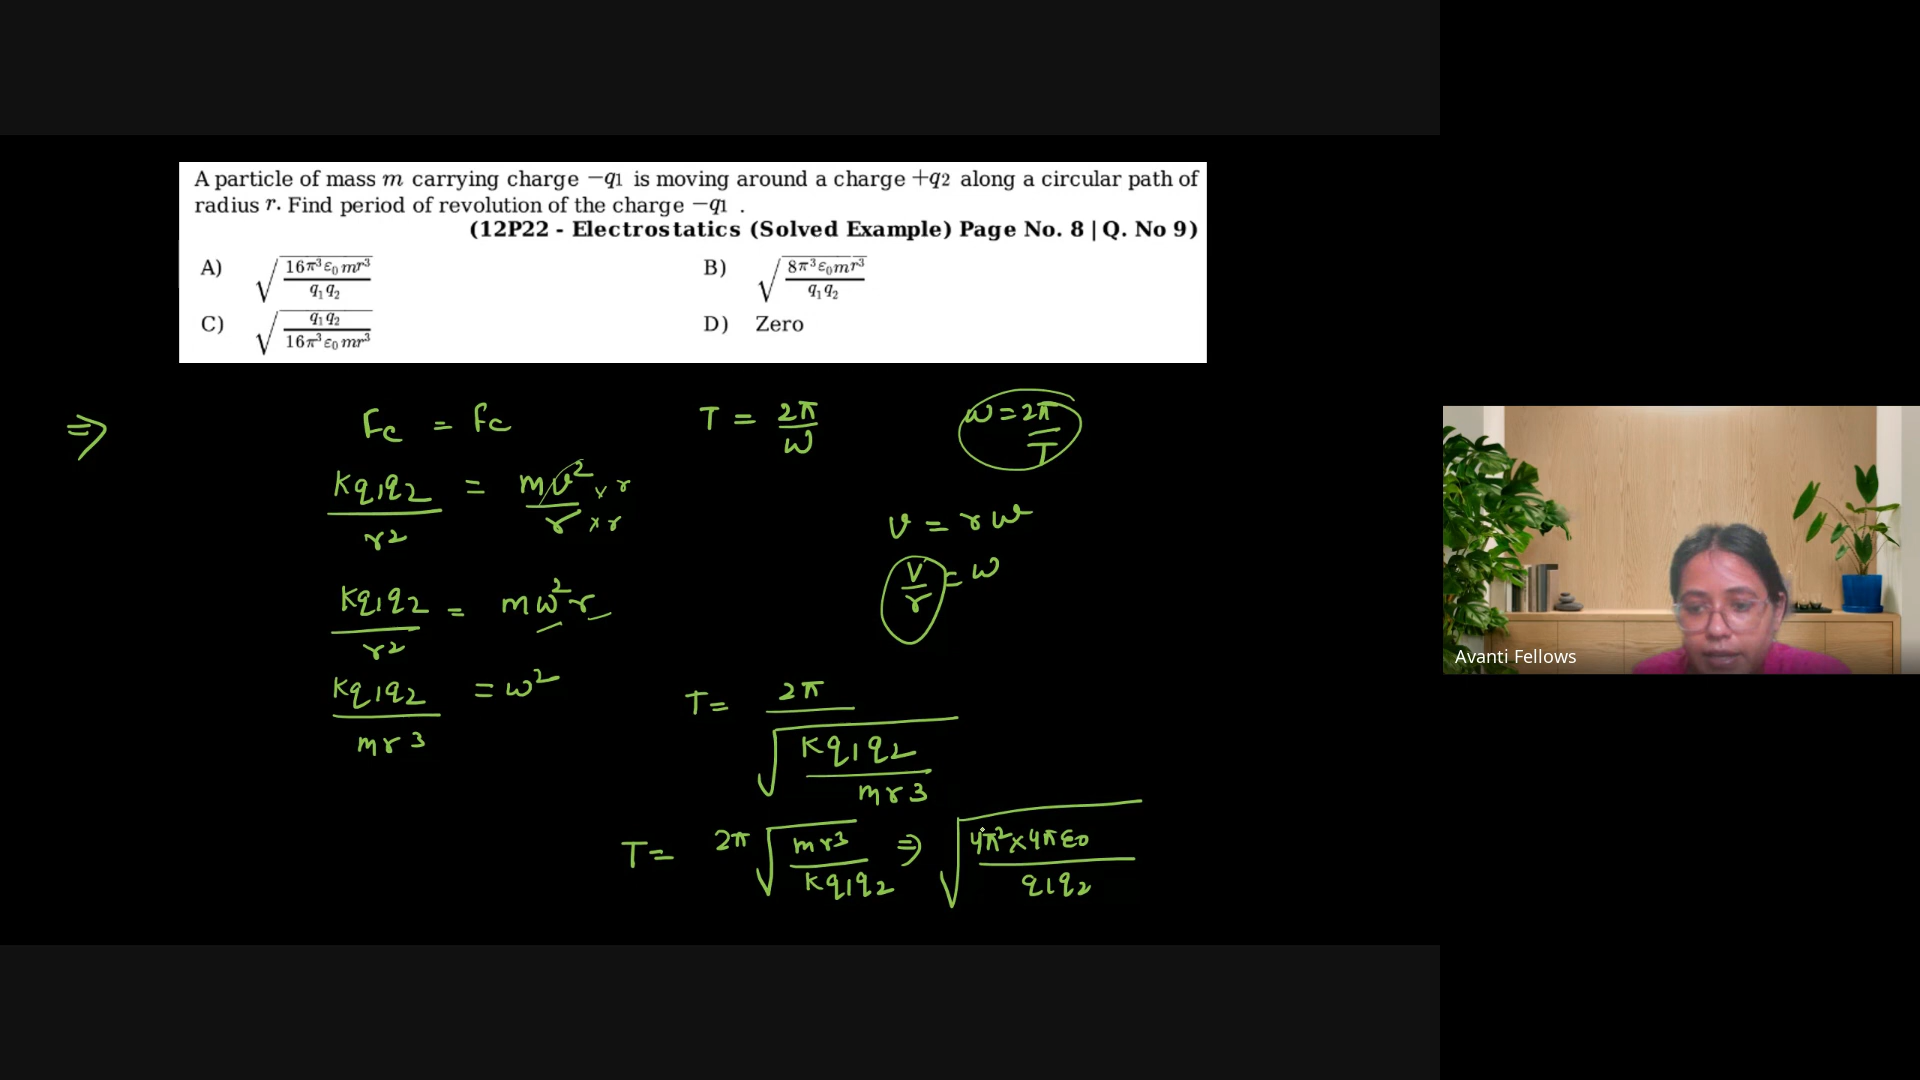 A particle of mass m carrying charge −q₁ is moving around a charge +q₂ along a circular path of
radius r. Find period of revolution of the charge −q₁ .
(12P22 - Electrostatics (Solved Example) Page No. 8 | Q. No 9)
A) √(16π³ε₀mr³ / q₁q₂)
B) √(8π³ε₀mr³ / q₁q₂)
C) √(q₁q₂ / 16π³ε₀mr³)
D) Zero
⇒ Fc = Fc
T = 2π/ω
ω = 2π/T
Kq₁q₂/r² = mv²/r × r/× r
v = rω
v/r = ω
Kq₁q₂/r² = mω²r
Kq₁q₂/mr³ = ω²
T = 2π / √(Kq₁q₂/mr³)
T = 2π √(mr³/Kq₁q₂) ⇒ √(4π²×4πε₀ / q₁q₂)
Avanti Fellows